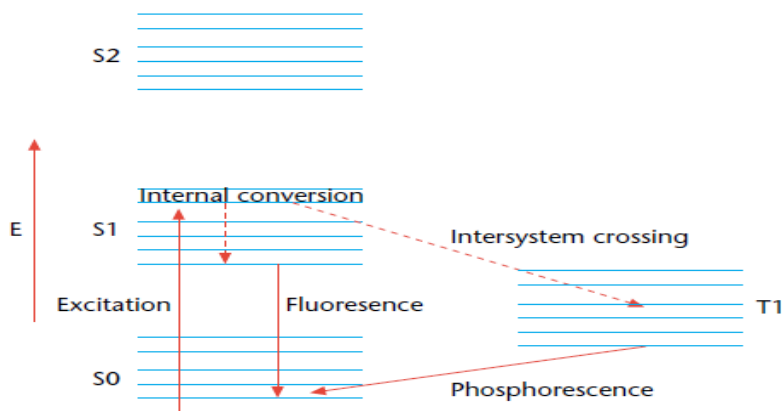 S2
Internal conversion
E
S1
Intersystem crossing
Excitation
Fluoresence
T1
S0
Phosphorescence